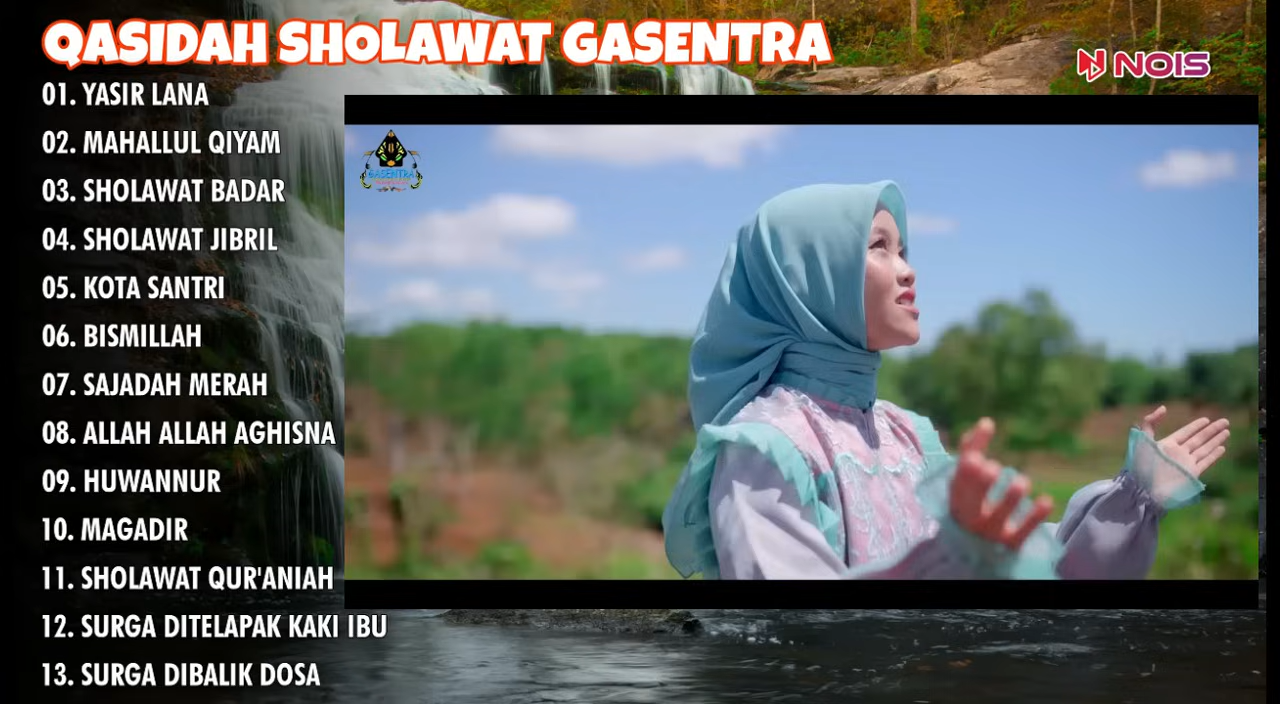 QASIDAH SHOLAWAT GASENTRA
NOIS
01. YASIR LANA
02. MAHALLUL QIYAM
03. SHOLAWAT BADAR
04. SHOLAWAT JIBRIL
05. KOTA SANTRI
06. BISMILLAH
07. SAJADAH MERAH
08. ALLAH ALLAH AGHISNA
09. HUWANNUR
10. MAGADIR
11. SHOLAWAT QUR'ANIAH
12. SURGA DITELAPAK KAKI IBU
13. SURGA DIBALIK DOSA
GASENTRA